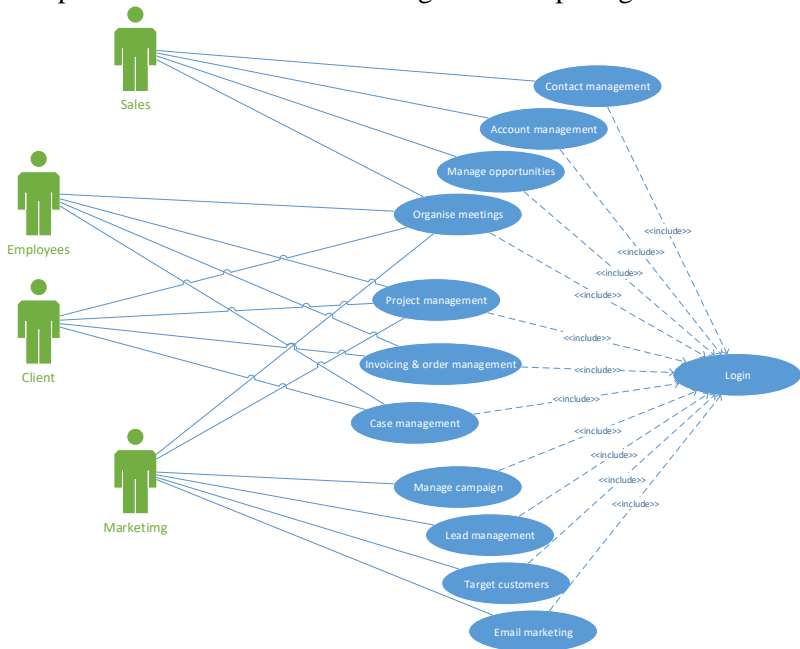 Sales
Contact management
Account management
Manage opportunities
Employees
Organise meetings
<<include>>
<<include>>
<<include>>
<<include>>
Client
Project management
<<include>>
Invoicing & order management
<<include>>
Login
Case management
<<include>>
Marketimg
<<include>>
Manage campaign
<<include>>
<<include>>
<<include>>
Lead management
Target customers
Email marketing